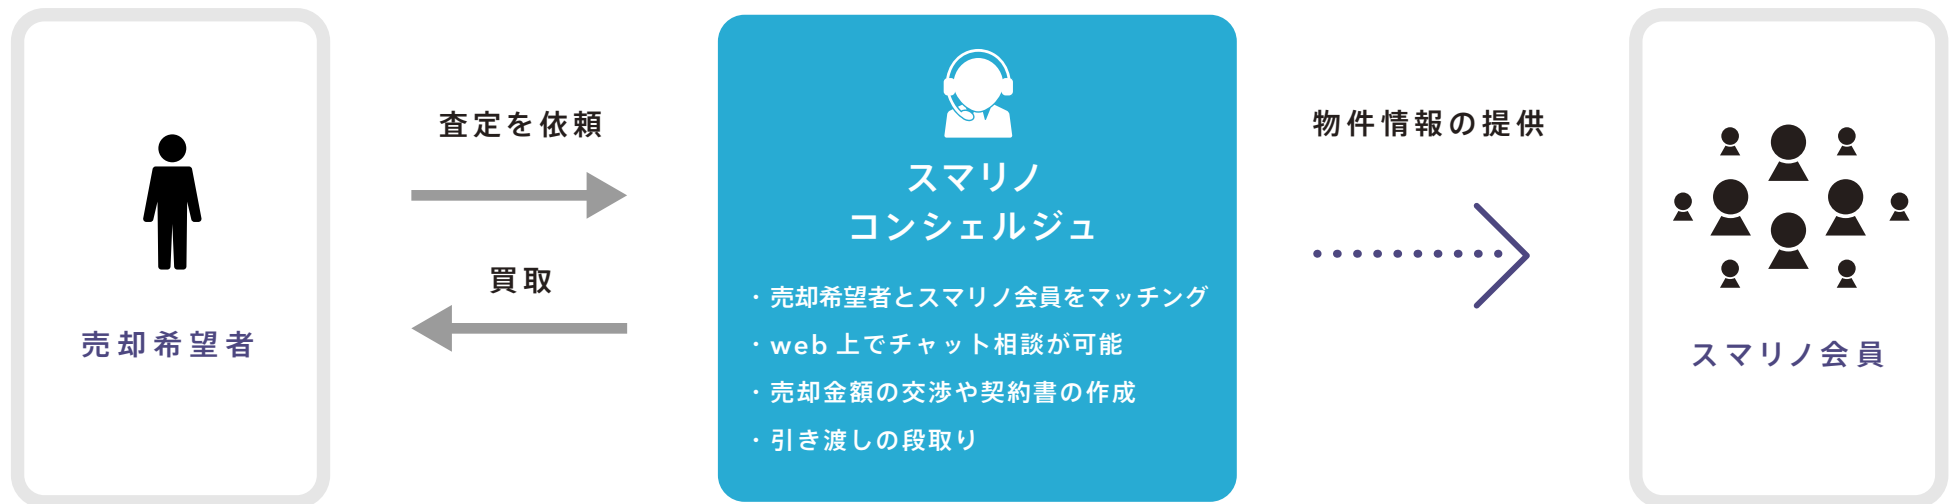 売却希望者
査定を依頼
買取
スマリノ
コンシェルジュ
・売却希望者とスマリノ会員をマッチング
・web 上でチャット相談が可能
・売却金額の交渉や契約書の作成
・引き渡しの段取り
物件情報の提供
スマリノ会員